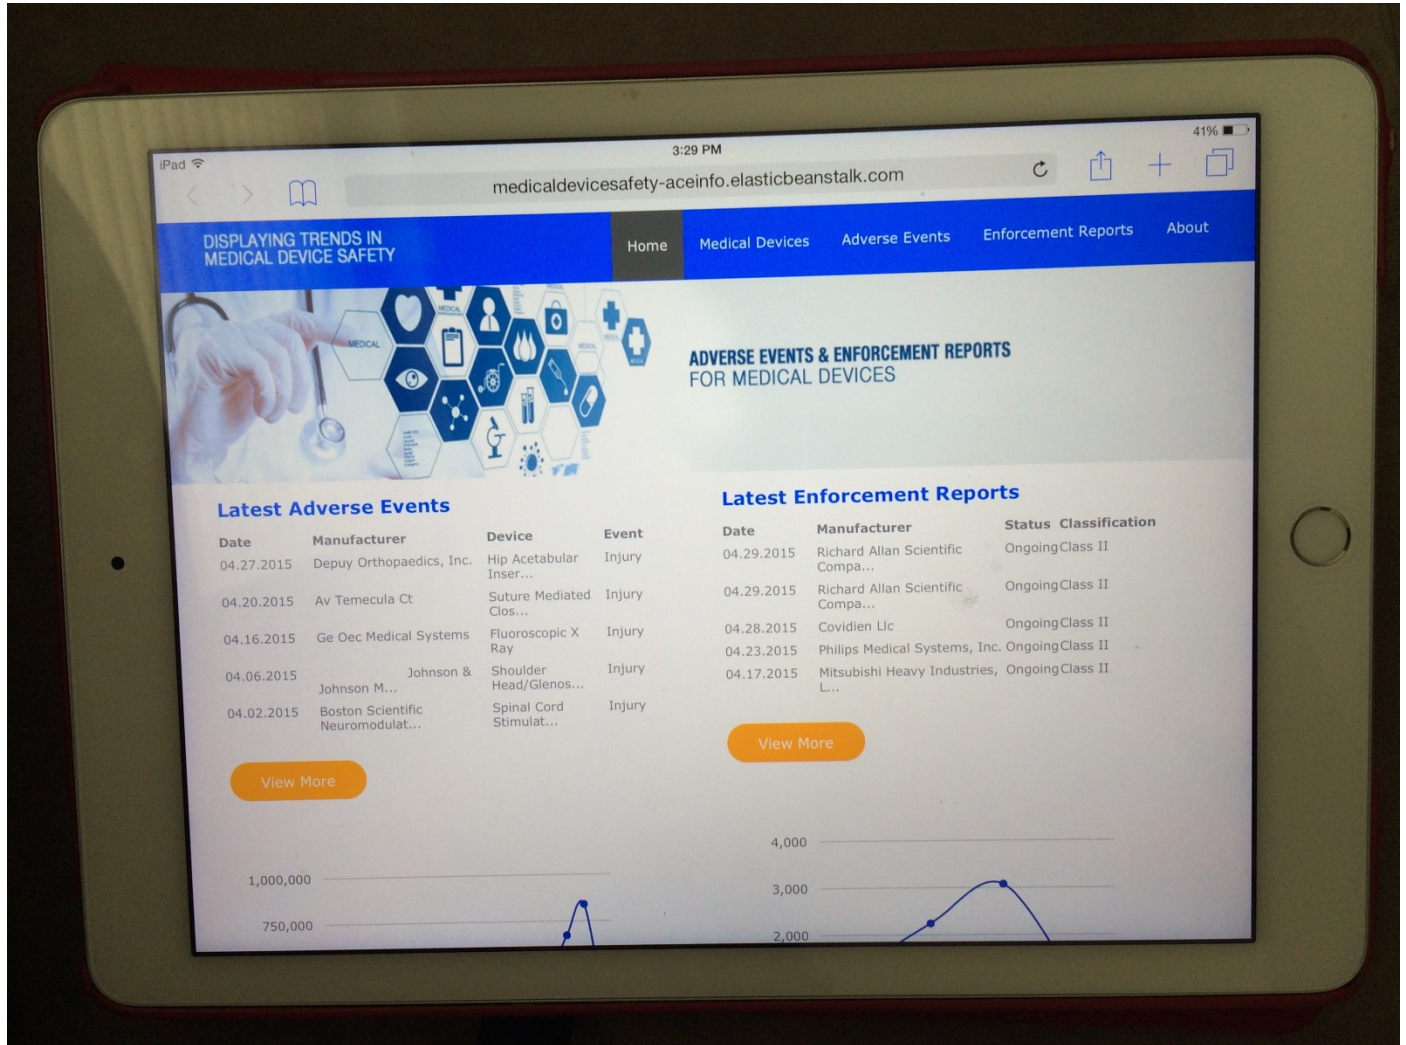 iPad
3:29 PM
41%
medicaldevicesafety-aceinfo.elasticbeanstalk.com
DISPLAYING TRENDS IN
MEDICAL DEVICE SAFETY
Home Medical Devices Adverse Events Enforcement Reports About
MEDICAL
MEDICAL
MEDICAL
ADVERSE EVENTS & ENFORCEMENT REPORTS
FOR MEDICAL DEVICES
Latest Adverse Events
Date Manufacturer Device Event
04.27.2015 Depuy Orthopaedics, Inc. Hip Acetabular Injury
Inser...
04.20.2015 Av Temecula Ct Suture Mediated Injury
Clos...
04.16.2015 Ge Oec Medical Systems Fluoroscopic X Injury
Ray
04.06.2015 Johnson & Shoulder Injury
Johnson M... Head/Glenos...
04.02.2015 Boston Scientific Spinal Cord Injury
Neuromodulat... Stimulat...
View More
1,000,000
750,000
Latest Enforcement Reports
Date Manufacturer Status Classification
04.29.2015 Richard Allan Scientific Ongoing Class II
Compa...
04.29.2015 Richard Allan Scientific Ongoing Class II
Compa...
04.28.2015 Covidien Llc Ongoing Class II
04.23.2015 Philips Medical Systems, Inc. Ongoing Class II
04.17.2015 Mitsubishi Heavy Industries, Ongoing Class II
L...
View More
4,000
3,000
2,000